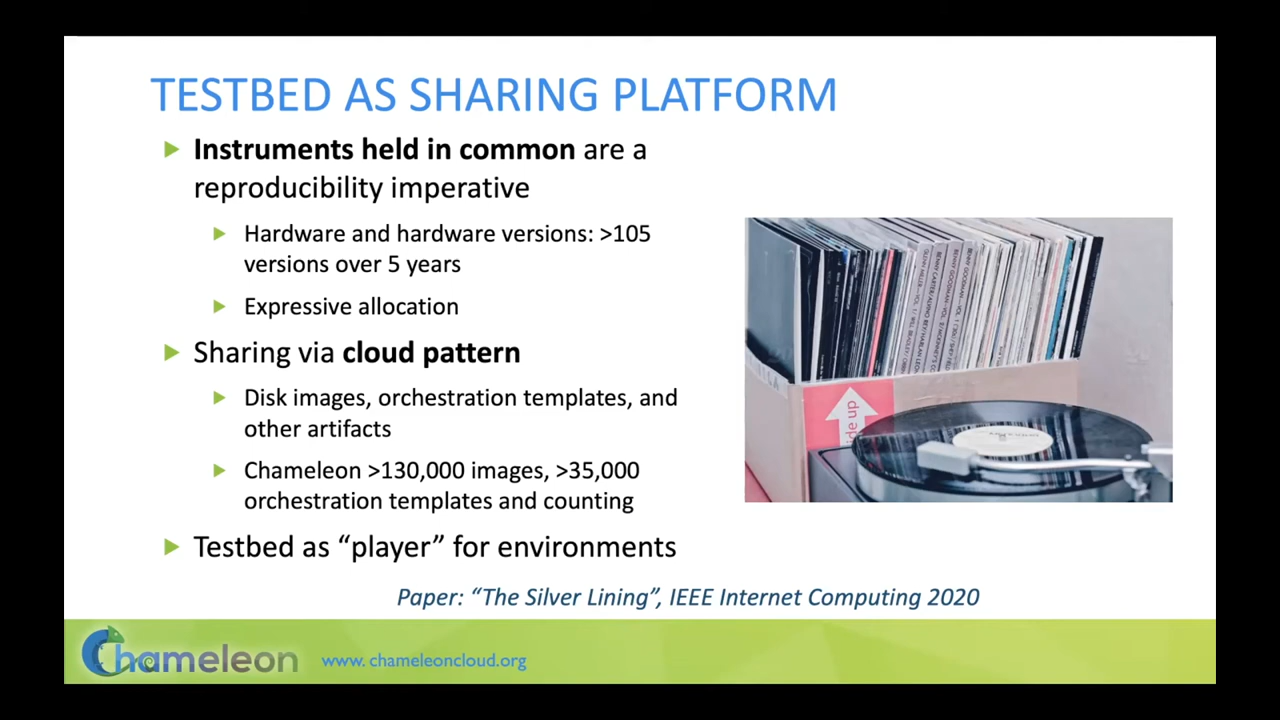 TESTBED AS SHARING PLATFORM
Instruments held in common are a
reproducibility imperative
Hardware and hardware versions: >105
versions over 5 years
Expressive allocation
Sharing via cloud pattern
Disk images, orchestration templates, and
other artifacts
Chameleon >130,000 images, >35,000
orchestration templates and counting
Testbed as “player” for environments
ide up
Paper: “The Silver Lining”, IEEE Internet Computing 2020
Chameleon
www. chameleoncloud.org